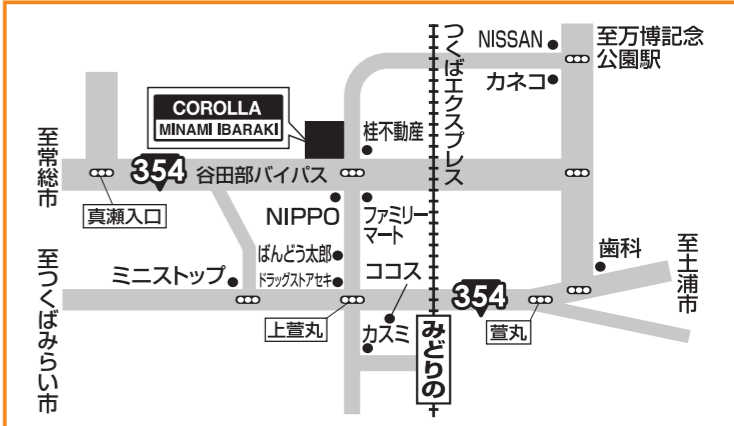 つくばエクスプレス
NISSAN
カネコ
至万博記念
公園駅
COROLLA
MINAMI IBARAKI
桂不動産
至常総市
354
谷田部バイパス
真瀬入口
NIPPO
ファミリー
マート
ばんどう太郎
ドラッグストアセキ
ココス
歯科
至土浦市
至つくばみらい市
ミニストップ
354
上萱丸
カスミ
みどりの
萱丸